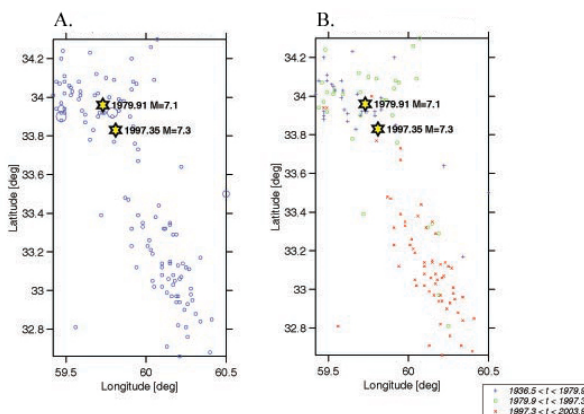 A.
34.2
34
33.8
33.6
33.4
33.2
33
32.8
Latitude [deg]
1979.91 M=7.1
1997.35 M=7.3
59.5
60
60.5
Longitude [deg]
B.
34.2
34
33.8
33.6
33.4
33.2
33
32.8
Latitude [deg]
1979.91 M=7.1
1997.35 M=7.3
59.5
60
60.5
Longitude [deg]
1936.5 < t < 1979.9
1979.9 < t < 1997.3
1997.3 < t < 2003.9